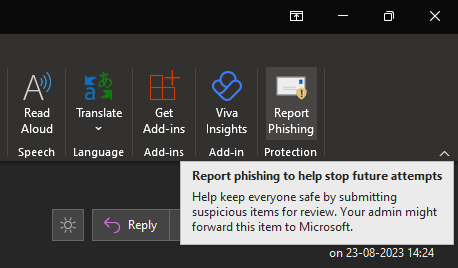 Read Aloud
Translate
Get Add-ins
Viva Insights
Report Phishing
Speech
Language
Add-ins
Add-in
Protection
Report phishing to help stop future attempts
Help keep everyone safe by submitting
suspicious items for review. Your admin might
forward this item to Microsoft.
Reply
on 23-08-2023 14:24